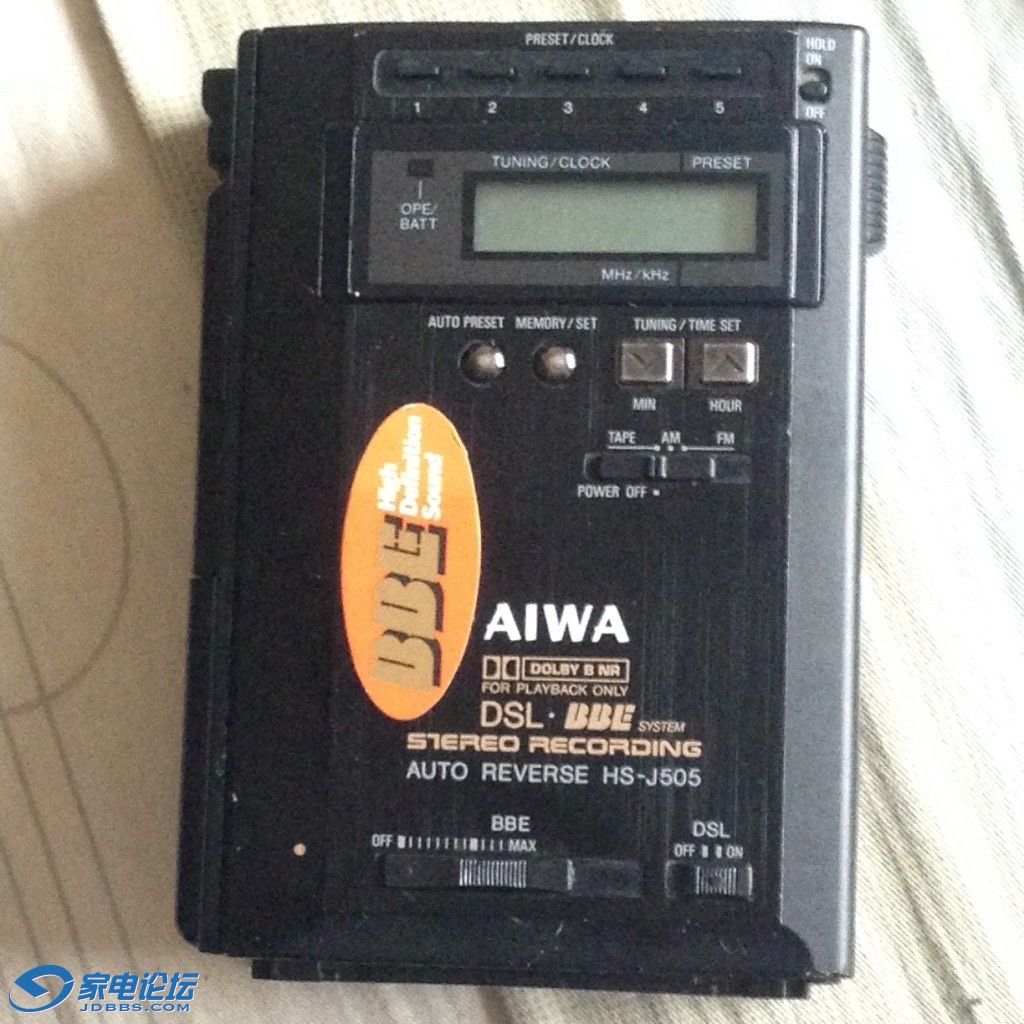 PRESET/CLOCK
HOLD
ON
1 2 3 4 5
OFF
TUNING/CLOCK PRESET
OPE/
BATT
MHz/kHz
AUTO PRESET MEMORY/SET TUNING/TIME SET
MIN HOUR
TAPE AM FM
POWER OFF
BBE High
Definition
Sound
AIWA
DOLBY B NR
FOR PLAYBACK ONLY
DSL · BBE SYSTEM
STEREO RECORDING
AUTO REVERSE HS-J505
BBE
OFF MAX
DSL
OFF ON
家电论坛
JDBBS.COM